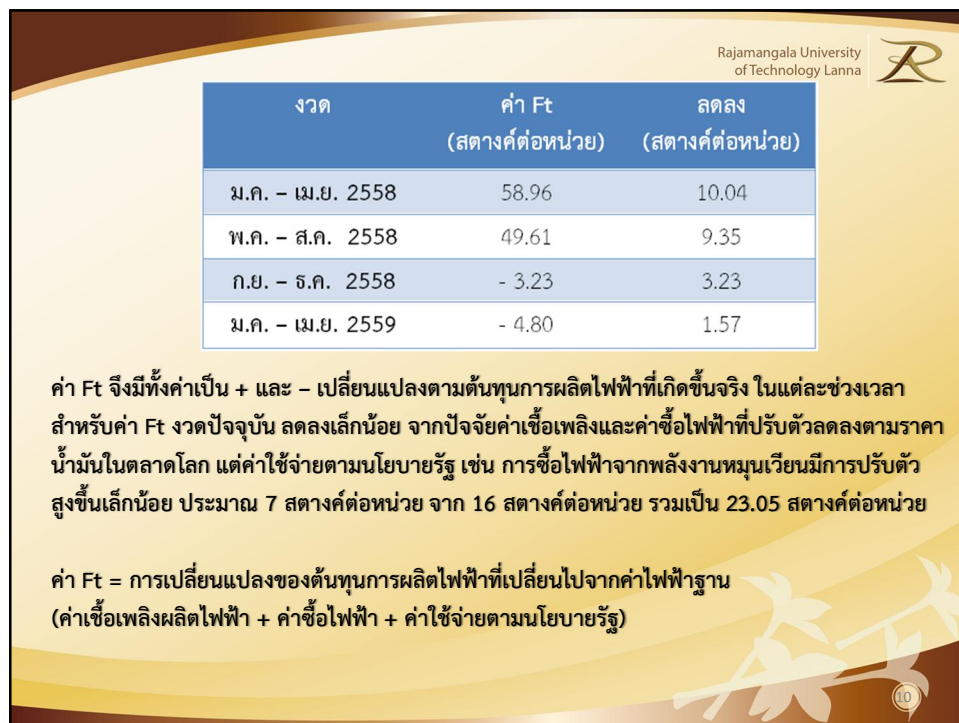 Rajamangala University
of Technology Lanna
งวด ค่า Ft ลดลง
(สตางค์ต่อหน่วย) (สตางค์ต่อหน่วย)
ม.ค. – เม.ย. 2558 58.96 10.04
พ.ค. – ส.ค. 2558 49.61 9.35
ก.ย. – ธ.ค. 2558 - 3.23 3.23
ม.ค. – เม.ย. 2559 - 4.80 1.57
ค่า Ft จึงมีทั้งค่าเป็น + และ – เปลี่ยนแปลงตามต้นทุนการผลิตไฟฟ้าที่เกิดขึ้นจริง ในแต่ละช่วงเวลา
สำหรับค่า Ft งวดปัจจุบัน ลดลงเล็กน้อย จากปัจจัยค่าเชื้อเพลิงและค่าซื้อไฟฟ้าที่ปรับตัวลดลงตามราคา
น้ำมันในตลาดโลก แต่ค่าใช้จ่ายตามนโยบายรัฐ เช่น การซื้อไฟฟ้าจากพลังงานหมุนเวียนมีการปรับตัว
สูงขึ้นเล็กน้อย ประมาณ 7 สตางค์ต่อหน่วย จาก 16 สตางค์ต่อหน่วย รวมเป็น 23.05 สตางค์ต่อหน่วย
ค่า Ft = การเปลี่ยนแปลงของต้นทุนการผลิตไฟฟ้าที่เปลี่ยนไปจากค่าไฟฟ้าฐาน
(ค่าเชื้อเพลิงผลิตไฟฟ้า + ค่าซื้อไฟฟ้า + ค่าใช้จ่ายตามนโยบายรัฐ)
10